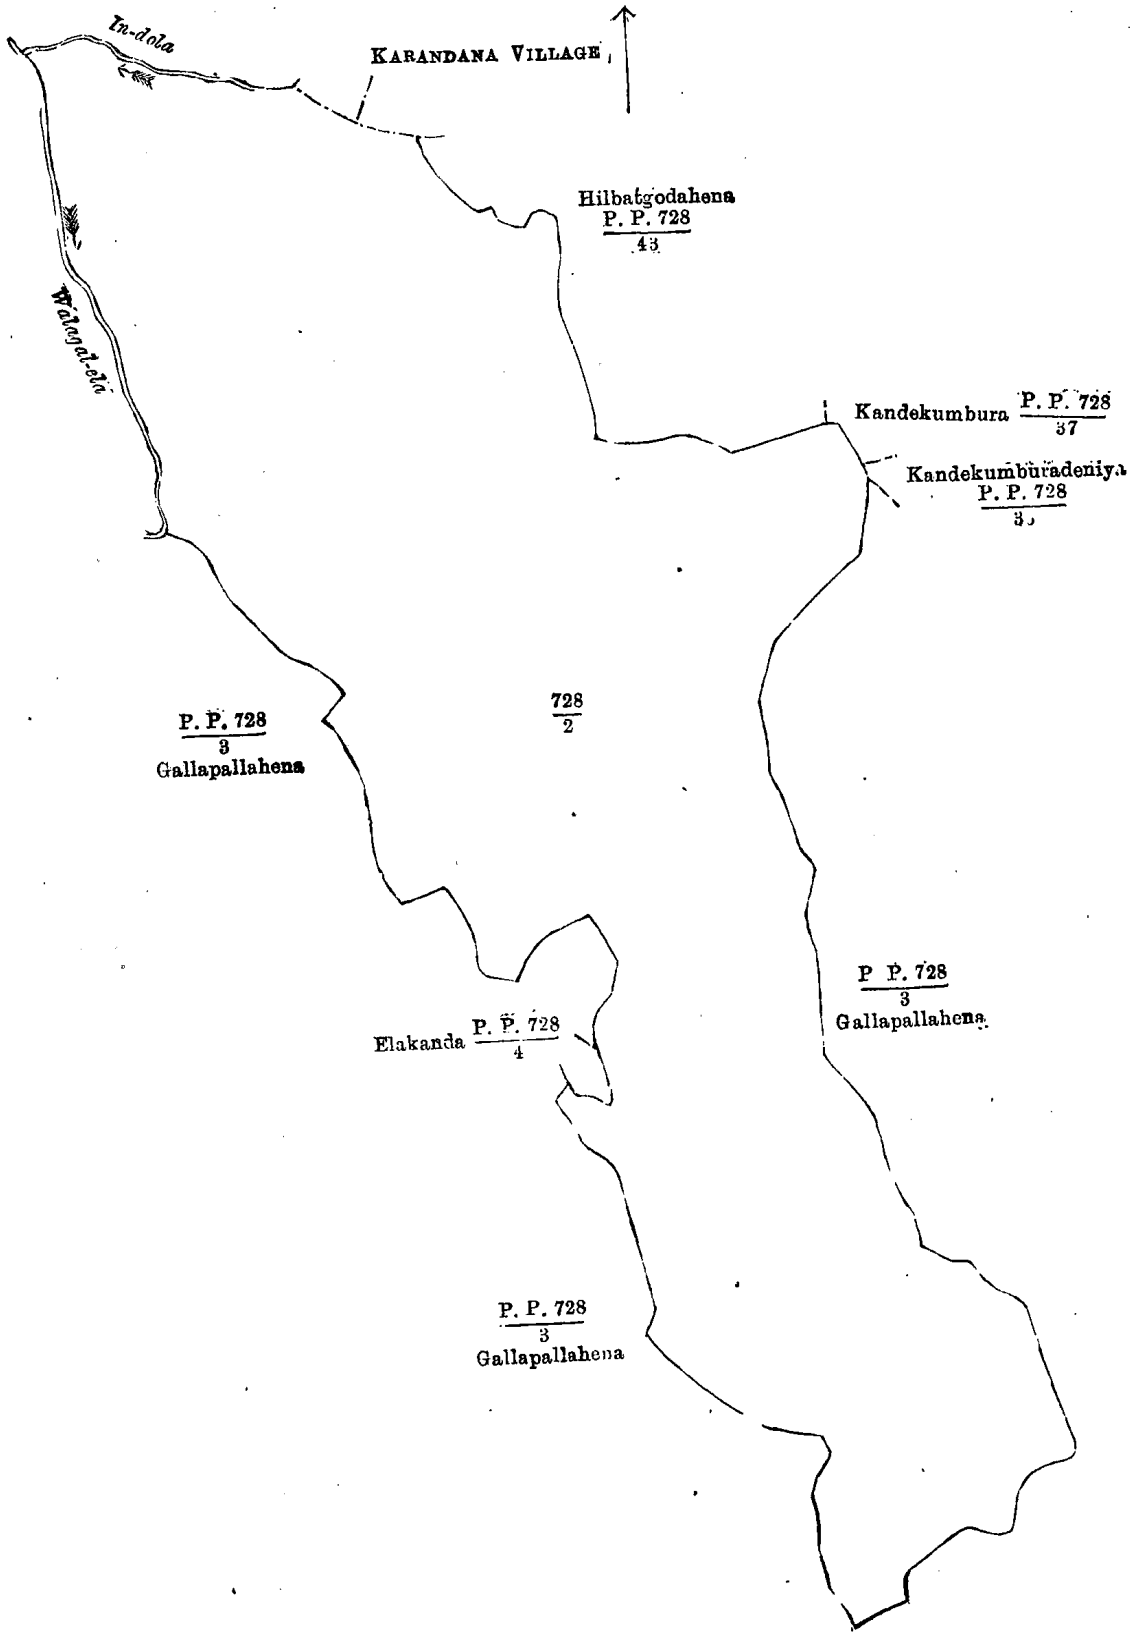 In-dola
KARANDANA VILLAGE
Hilbatgodahena
P. P. 728
43
Watagat-ela
Kandekumbura P. P. 728
37
Kandekumburadeniya
P. P. 728
728
2
P. P. 728
3
Gallapallahena
P P. 728
3
Gallapallahena
Elakanda P. P. 728
4
P. P. 728
3
Gallapallahena